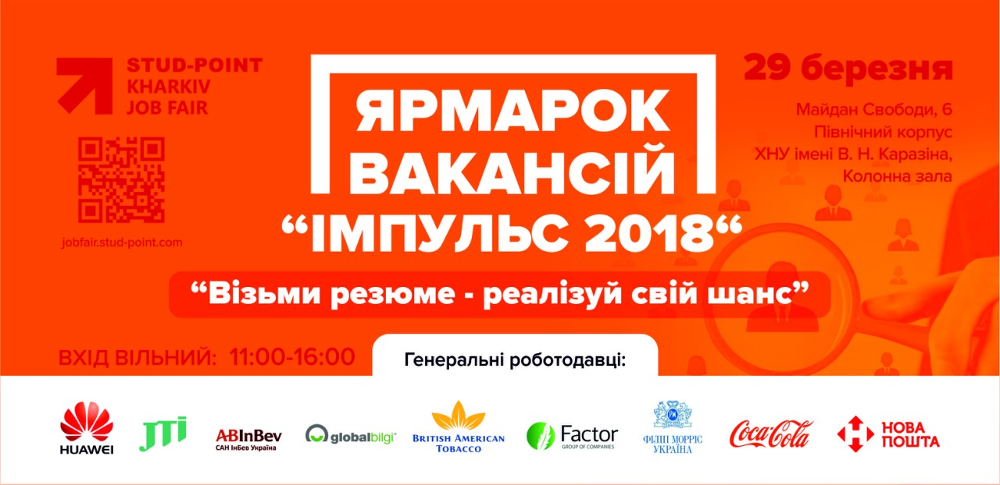 STUD-POINT
KHARKIV
JOB FAIR
jobfair.stud-point.com
ЯРМАРОК
ВАКАНСІЙ
“ІМПУЛЬС 2018“
29 березня
Майдан Свободи, 6
Північний корпус
ХНУ імені В. Н. Каразіна,
Колонна зала
“Візьми резюме - реалізуй свій шанс”
ВХІД ВІЛЬНИЙ: 11:00-16:00
Генеральні роботодавці:
HUAWEI
JTi
ABInBev
САН ІнБев Україна
globalbilgi
BRITISH AMERICAN
TOBACCO
Factor
GROUP OF COMPANIES
PM
ФІЛІП МОРРІС
УКРАЇНА
Coca-Cola
НОВА
ПОШТА